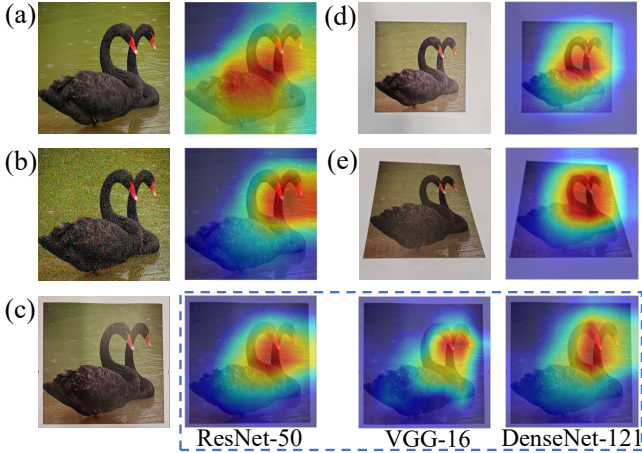 (a)
(d)
(b)
(e)
(c)
ResNet-50
VGG-16
DenseNet-121